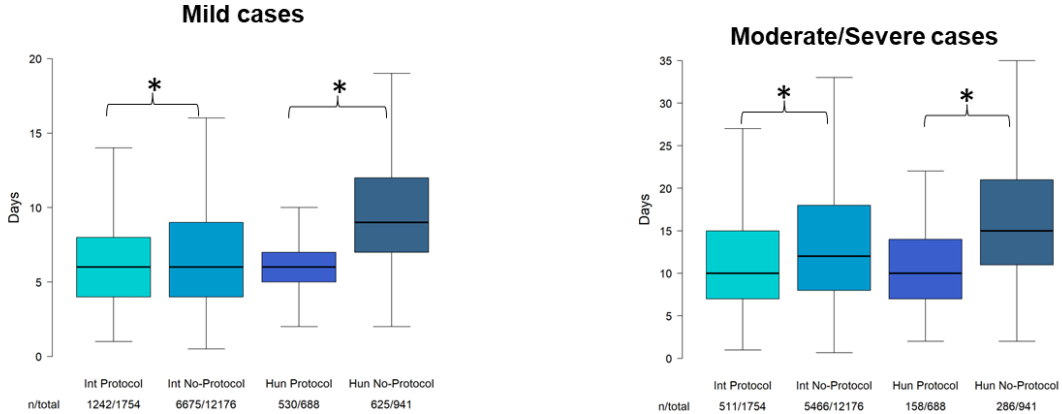 Mild cases
20
15
10
5
0
Days
*
*
Int Protocol Int No-Protocol Hun Protocol Hun No-Protocol
n/total 1242/1754 6675/12176 530/688 625/941
Moderate/Severe cases
35
30
25
20
15
10
5
0
Days
*
*
Int Protocol Int No-Protocol Hun Protocol Hun No-Protocol
n/total 511/1754 5466/12176 158/688 286/941